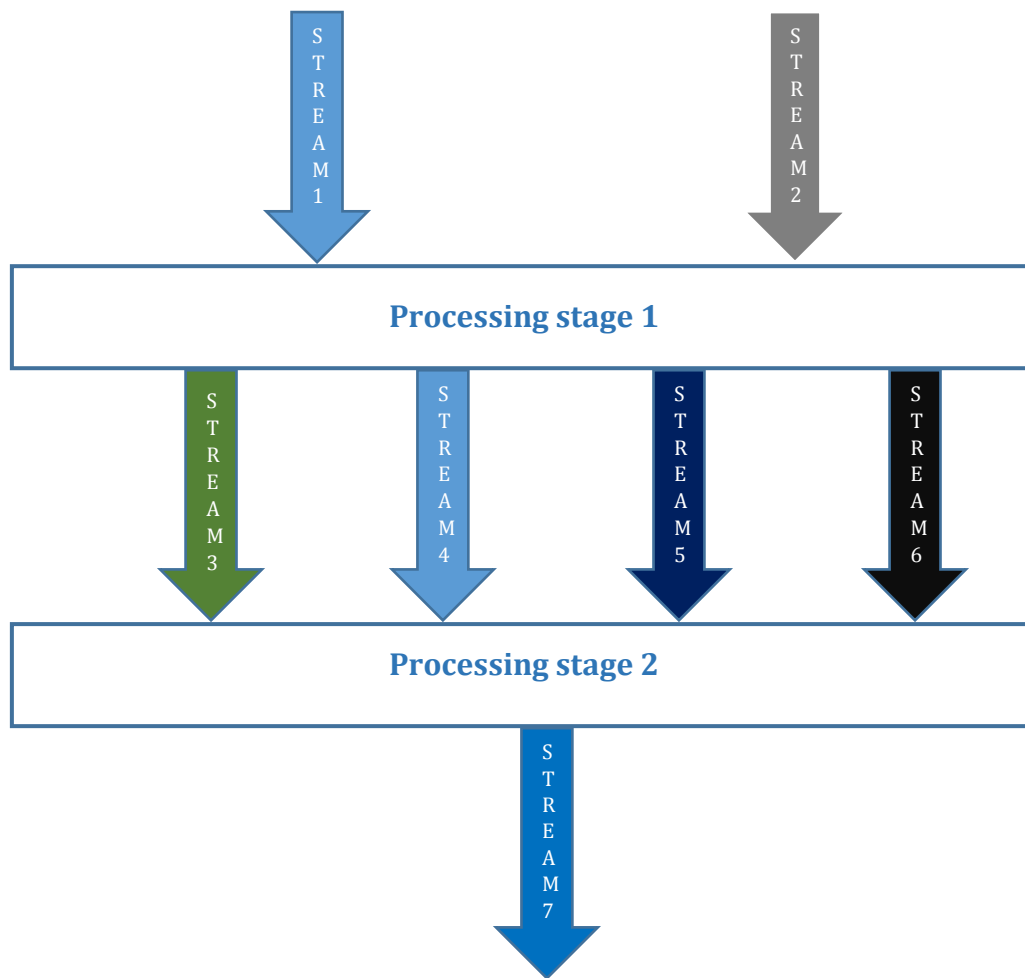 STREAM1
STREAM2
Processing stage 1
STREAM3
STREAM4
STREAM5
STREAM6
Processing stage 2
STREAM7